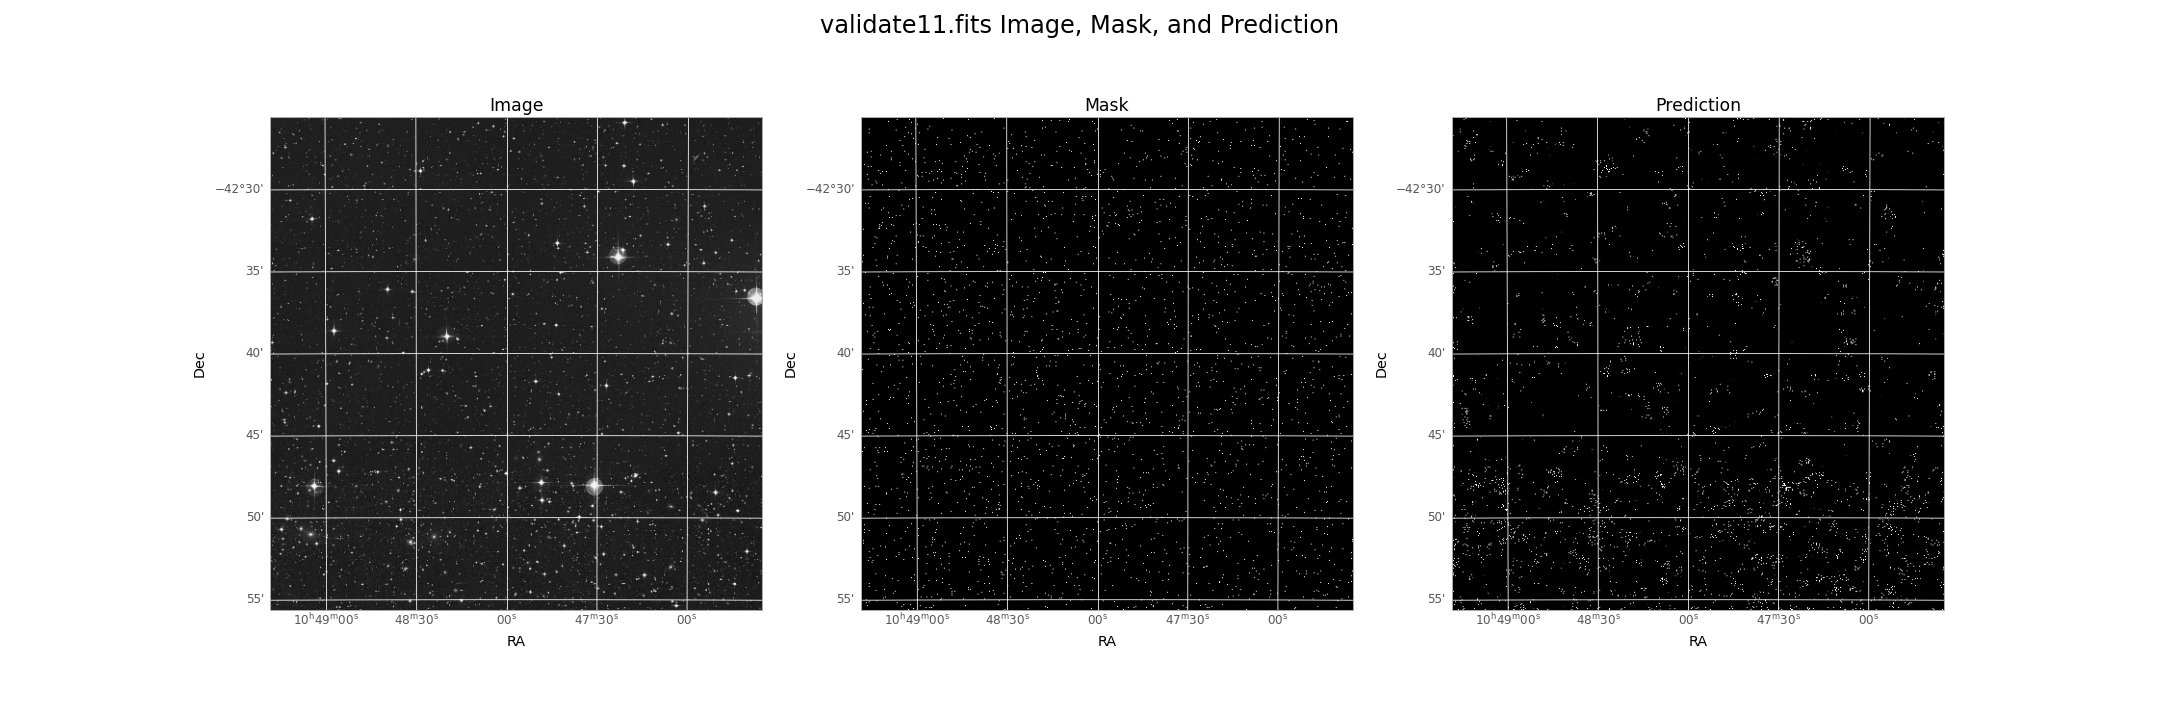 validate11.fits Image, Mask, and Prediction
Image
−42°30'
35'
40'
45'
50'
55'
Dec
10ʰ49ᵐ00ˢ 48ᵐ30ˢ 00ˢ 47ᵐ30ˢ 00ˢ
RA
Mask
−42°30'
35'
40'
45'
50'
55'
Dec
10ʰ49ᵐ00ˢ 48ᵐ30ˢ 00ˢ 47ᵐ30ˢ 00ˢ
RA
Prediction
−42°30'
35'
40'
45'
50'
55'
Dec
10ʰ49ᵐ00ˢ 48ᵐ30ˢ 00ˢ 47ᵐ30ˢ 00ˢ
RA